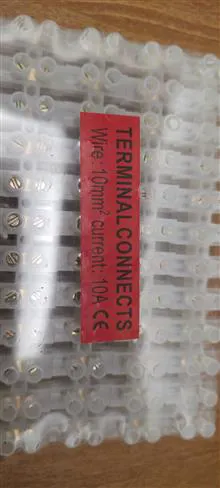 TERMINAL CONNECTS
Wire: 10mm² current: 10A CE